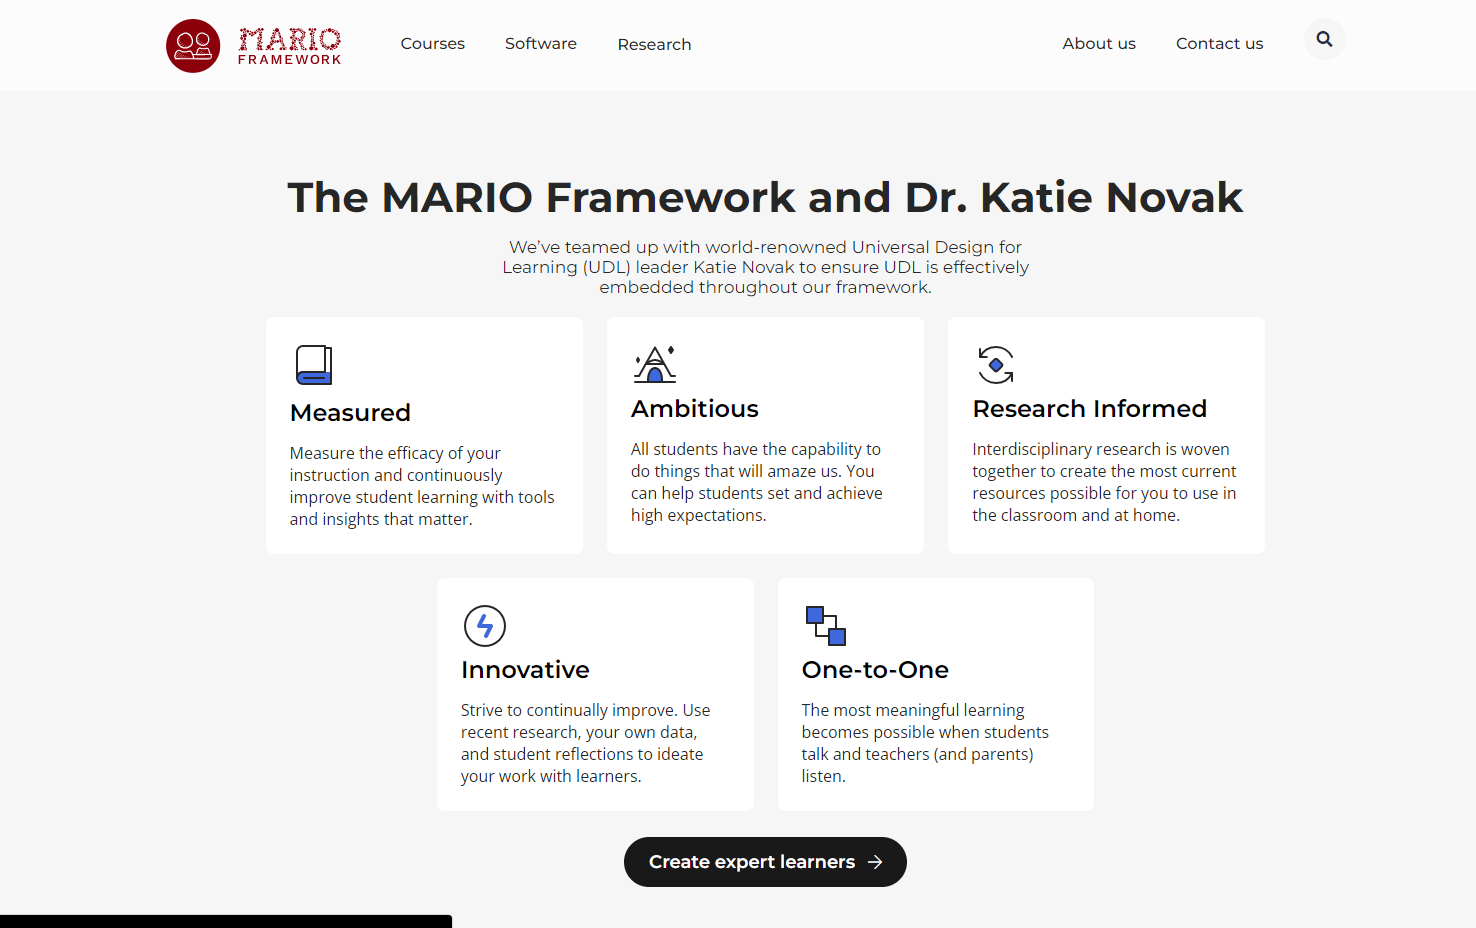 MARIO
FRAMEWORK
Courses
Software
Research
About us
Contact us
The MARIO Framework and Dr. Katie Novak
We’ve teamed up with world-renowned Universal Design for
Learning (UDL) leader Katie Novak to ensure UDL is effectively
embedded throughout our framework.
Measured
Measure the efficacy of your
instruction and continuously
improve student learning with tools
and insights that matter.
Ambitious
All students have the capability to
do things that will amaze us. You
can help students set and achieve
high expectations.
Research Informed
Interdisciplinary research is woven
together to create the most current
resources possible for you to use in
the classroom and at home.
Innovative
Strive to continually improve. Use
recent research, your own data,
and student reflections to ideate
your work with learners.
One-to-One
The most meaningful learning
becomes possible when students
talk and teachers (and parents)
listen.
Create expert learners